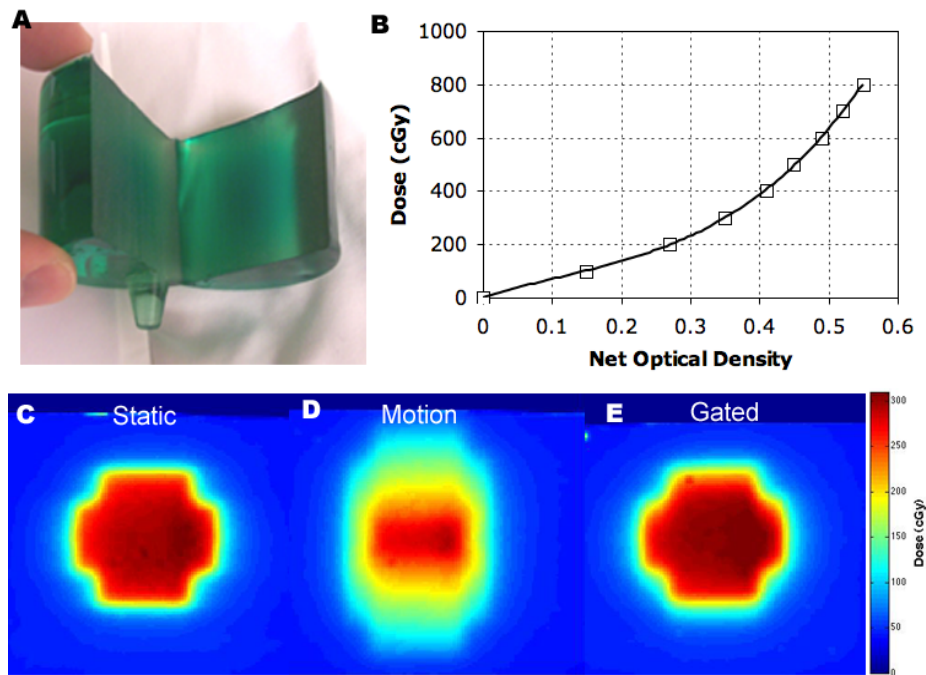 A
B
1000
800
600
400
200
0
Dose (cGy)
0 0.1 0.2 0.3 0.4 0.5 0.6
Net Optical Density
C
Static
D
Motion
E
Gated
300
250
200
150
100
50
0
Dose (cGy)